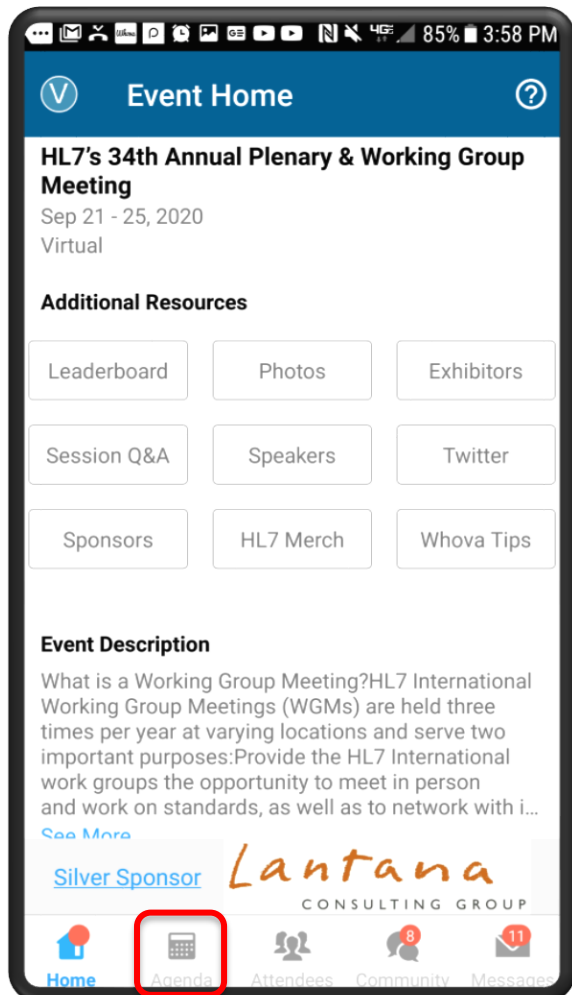 4G 85% 3:58 PM
V Event Home ?
HL7's 34th Annual Plenary & Working Group
Meeting
Sep 21 - 25, 2020
Virtual
Additional Resources
Leaderboard Photos Exhibitors
Session Q&A Speakers Twitter
Sponsors HL7 Merch Whova Tips
Event Description
What is a Working Group Meeting?HL7 International
Working Group Meetings (WGMs) are held three
times per year at varying locations and serve two
important purposes:Provide the HL7 International
work groups the opportunity to meet in person
and work on standards, as well as to network with i...
See More
Silver Sponsor Lantana
CONSULTING GROUP
8 11
Home Agenda Attendees Community Messages